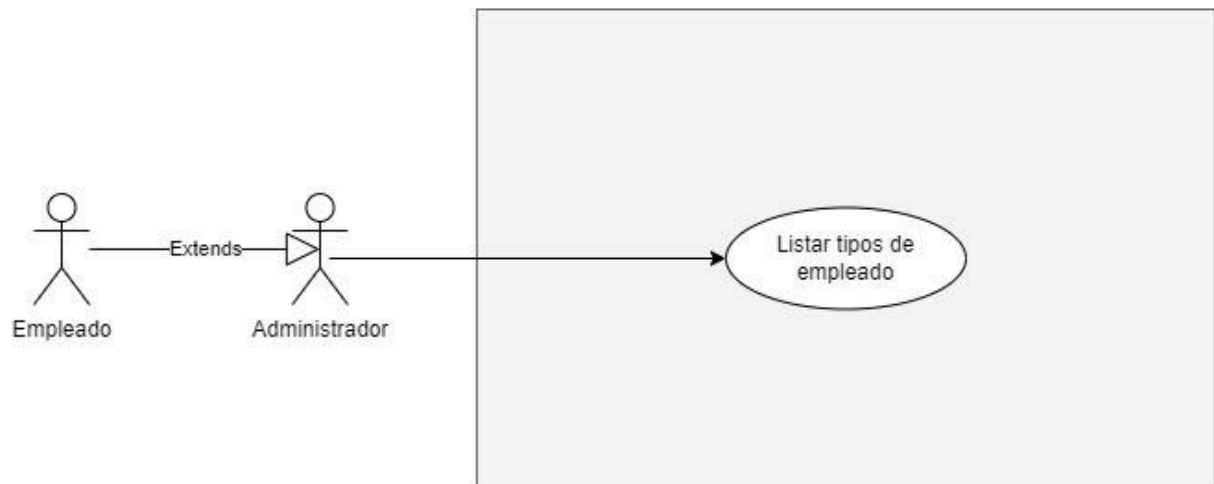 Extends
Listar tipos de
empleado
Empleado
Administrador